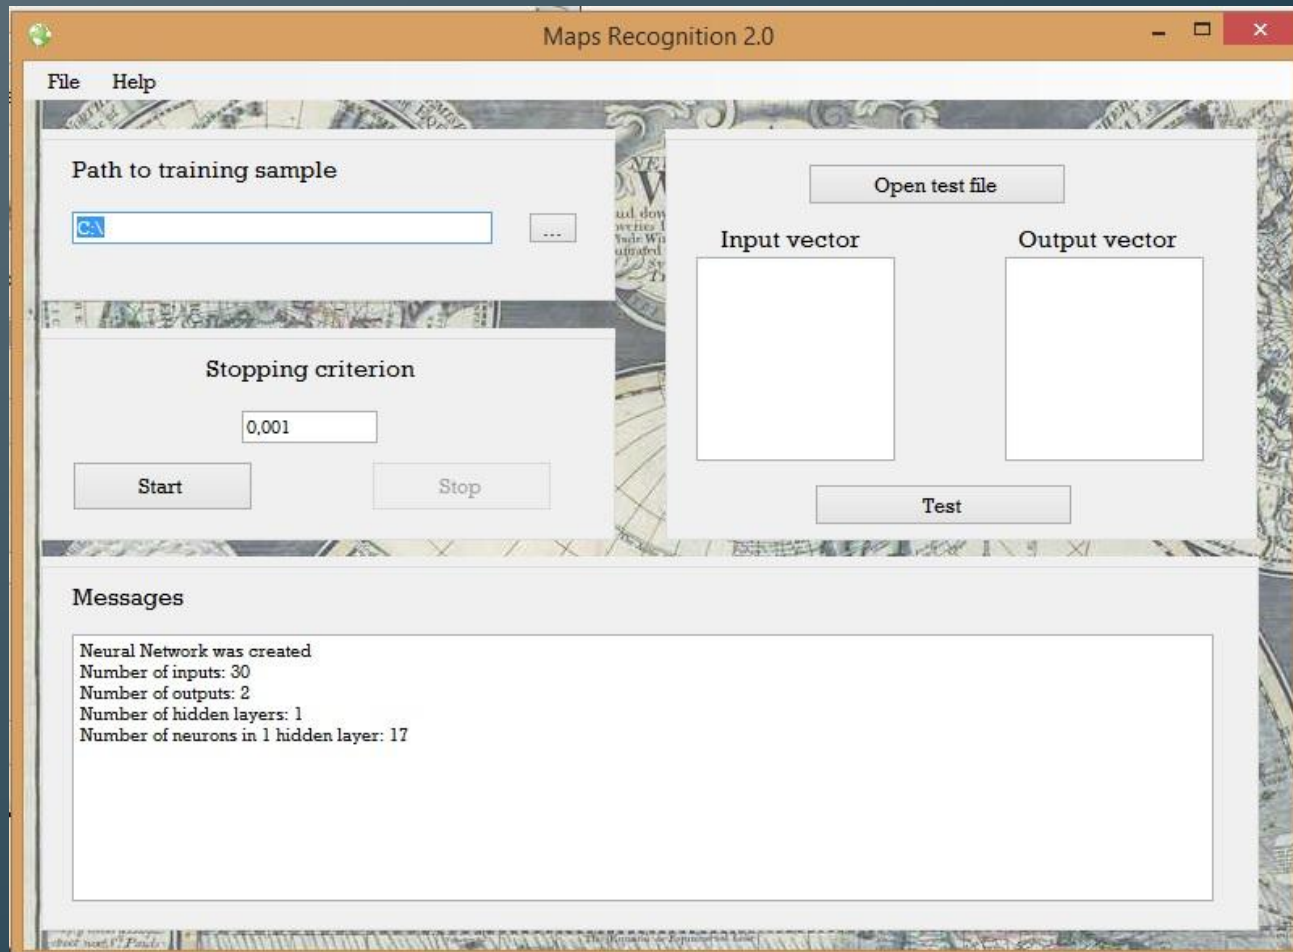 Maps Recognition 2.0
File Help
Path to training sample
C:\
...
Stopping criterion
0,001
Start Stop
Open test file
Input vector Output vector
Test
Messages
Neural Network was created
Number of inputs: 30
Number of outputs: 2
Number of hidden layers: 1
Number of neurons in 1 hidden layer: 17